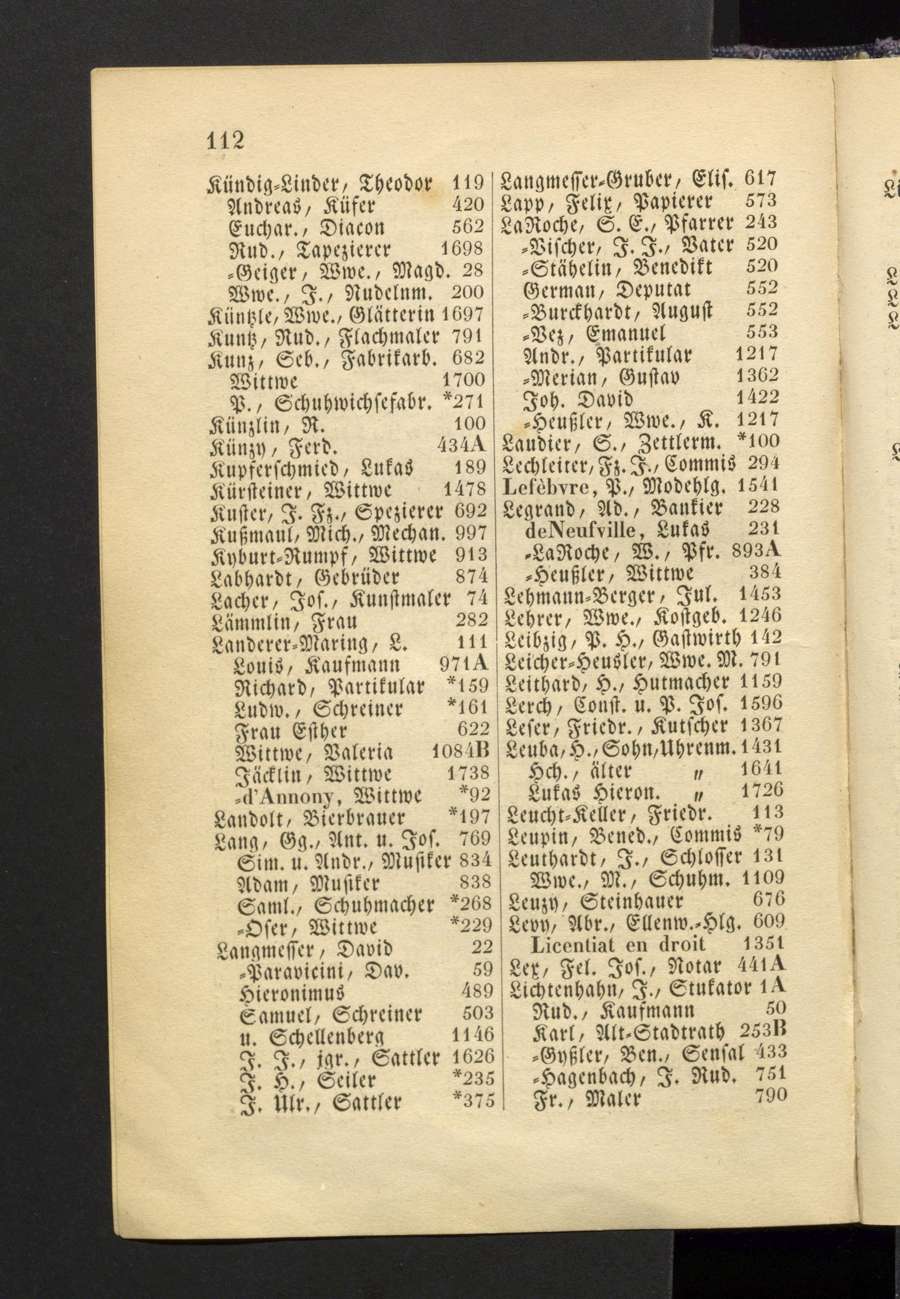 112
Kündig-Linder, Theodor 119
Andreas, Küfer 420
Euchar., Diacon 562
Rud., Tapezierer 1698
-Geiger, Wwe., Magd. 28
Wwe., J., Nudelnm. 200
Küntzle, Wwe., Glätterin 1697
Kuntz, Rud., Flachmaler 791
Kunz, Seb., Fabrikarb. 682
Wittwe 1700
P., Schuhwichsefabr. *271
Künzlin, R. 100
Künzy, Ferd. 434A
Kupferschmied, Lukas 189
Kürsteiner, Wittwe 1478
Kuster, J. Fz., Spezierer 692
Kußmaul, Mich., Mechan. 997
Kyburt-Rumpf, Wittwe 913
Labhardt, Gebrüder 874
Lacher, Jos., Kunstmaler 74
Lämmlin, Frau 282
Landerer-Maring, L. 111
Louis, Kaufmann 971A
Richard, Partikular *159
Ludw., Schreiner *161
Frau Esther 622
Wittwe, Valeria 1084B
Jäcklin, Wittwe 1738
-d'Annony, Wittwe *92
Landolt, Bierbrauer *197
Lang, Gg., Ant. u. Jos. 769
Sim. u. Andr., Musiker 834
Adam, Musiker 838
Saml., Schuhmacher *268
-Oser, Wittwe *229
Langmesser, David 22
-Paravicini, Dav. 59
Hieronimus 489
Samuel, Schreiner 503
u. Schellenberg 1146
J. J., jgr., Sattler 1626
J. H., Seiler *235
J. Ulr., Sattler *375
Langmesser-Gruber, Elis. 617
Lapp, Felix, Papierer 573
LaRoche, S. E., Pfarrer 243
-Vischer, J. J., Vater 520
-Stähelin, Benedikt 520
German, Deputat 552
-Burckhardt, August 552
-Vez, Emanuel 553
Andr., Partikular 1217
-Merian, Gustav 1362
Joh. David 1422
-Heußler, Wwe., K. 1217
Laudier, S., Zettlerm. *100
Lechleiter, Fz. J., Commis 294
Lefèbvre, P., Modehlg. 1541
Legrand, Ad., Bankier 228
deNeufville, Lukas 231
-LaRoche, W., Pfr. 893A
-Heußler, Wittwe 384
Lehmann-Berger, Jul. 1453
Lehrer, Wwe., Kostgeb. 1246
Leibzig, P. H., Gastwirth 142
Leicher-Heusler, Wwe. M. 791
Leithard, H., Hutmacher 1159
Lerch, Const. u. P. Jos. 1596
Leser, Friedr., Kutscher 1367
Leuba, H., Sohn, Uhrenm. 1431
Hch., älter " 1641
Lukas Hieron. " 1726
Leucht-Keller, Friedr. 113
Leupin, Bened., Commis *79
Leuthardt, J., Schlosser 131
Wwe., M., Schuhm. 1109
Leuzy, Steinhauer 676
Levy, Abr., Ellenw.-Hlg. 609
Licentiat en droit 1351
Lex, Fel. Jos., Notar 441A
Lichtenhahn, J., Stukator 1A
Rud., Kaufmann 50
Karl, Alt-Stadtrath 253B
-Gyßler, Ben., Sensal 433
-Hagenbach, J. Rud. 751
Fr., Maler 790